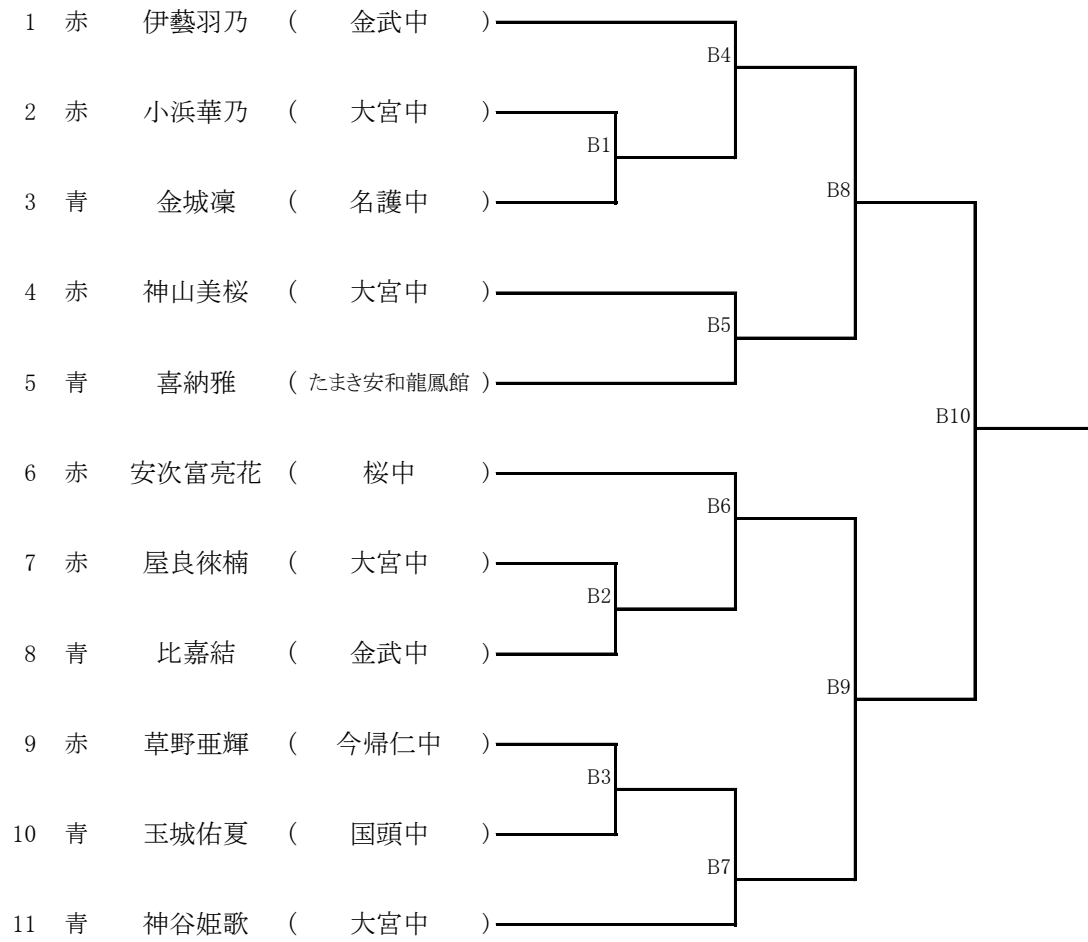 1 赤 伊藝羽乃 ( 金武中 )
B4
2 赤 小浜華乃 ( 大宮中 )
B1
B8
3 青 金城凜 ( 名護中 )
4 赤 神山美桜 ( 大宮中 )
B5
5 青 喜納雅 ( たまき安和龍鳳館 )
B10
6 赤 安次富亮花 ( 桜中 )
B6
7 赤 屋良徠楠 ( 大宮中 )
B2
8 青 比嘉結 ( 金武中 )
B9
9 赤 草野亜輝 ( 今帰仁中 )
B3
10 青 玉城佑夏 ( 国頭中 )
B7
11 青 神谷姫歌 ( 大宮中 )